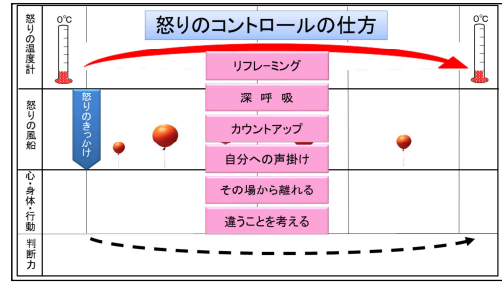 怒りのコントロールの仕方
怒りの温度計
0℃
0℃
リフレーミング
深 呼 吸
カウントアップ
自分への声掛け
その場から離れる
違うことを考える
怒りの風船
怒りのきっかけ
心・身体・行動
判断力